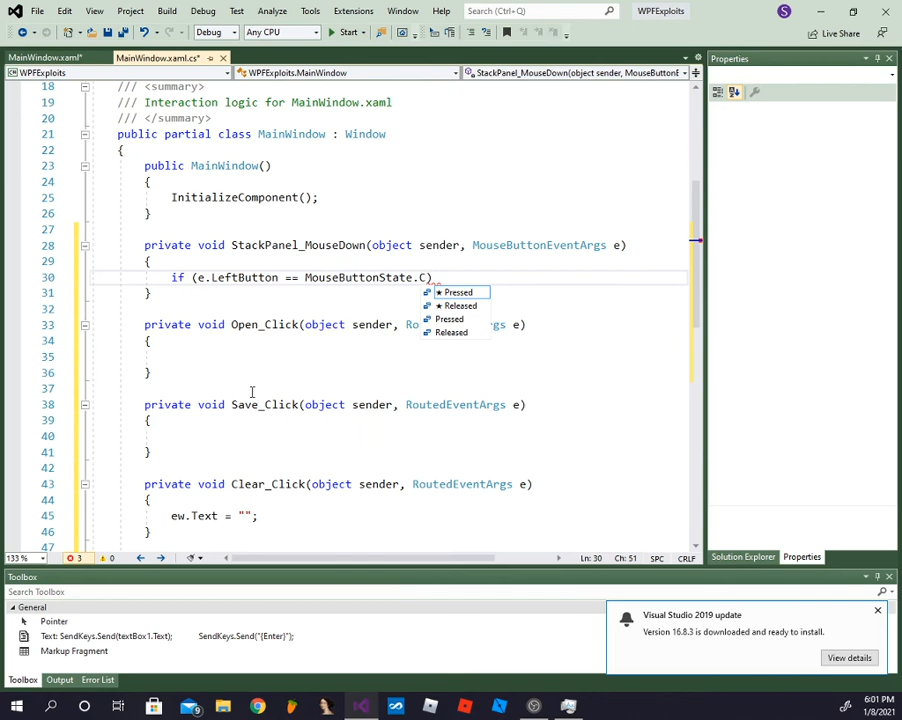 File Edit View Project Build Debug Test Analyze Tools Extensions Window Help Search (Ctrl+Q) WPFExploits S
Debug Any CPU Start Live Share
MainWindow.xaml* MainWindow.xaml.cs*
WPFExploits WPFExploits.MainWindow StackPanel_MouseDown(object sender, MouseButtonE
18 /// <summary>
19 /// Interaction logic for MainWindow.xaml
20 /// </summary>
21 public partial class MainWindow : Window
22 {
23 public MainWindow()
24 {
25 InitializeComponent();
26 }
27
28 private void StackPanel_MouseDown(object sender, MouseButtonEventArgs e)
29 {
30 if (e.LeftButton == MouseButtonState.C)
★ Pressed
★ Released
Pressed
Released
31 }
32
33 private void Open_Click(object sender, Ro gs e)
34 {
35
36 }
37
38 private void Save_Click(object sender, RoutedEventArgs e)
39 {
40
41 }
42
43 private void Clear_Click(object sender, RoutedEventArgs e)
44 {
45 ew.Text = "";
46 }
47
133 % 3 0 Ln: 30 Ch: 51 SPC CRLF
Properties
Solution Explorer Properties
Toolbox
Search Toolbox
General
Pointer
Text: SendKeys.Send(textBox1.Text); SendKeys.Send("{Enter}");
Markup Fragment
Toolbox Output Error List
Visual Studio 2019 update
Version 16.8.3 is downloaded and ready to install.
View details
9
6:01 PM
1/8/2021